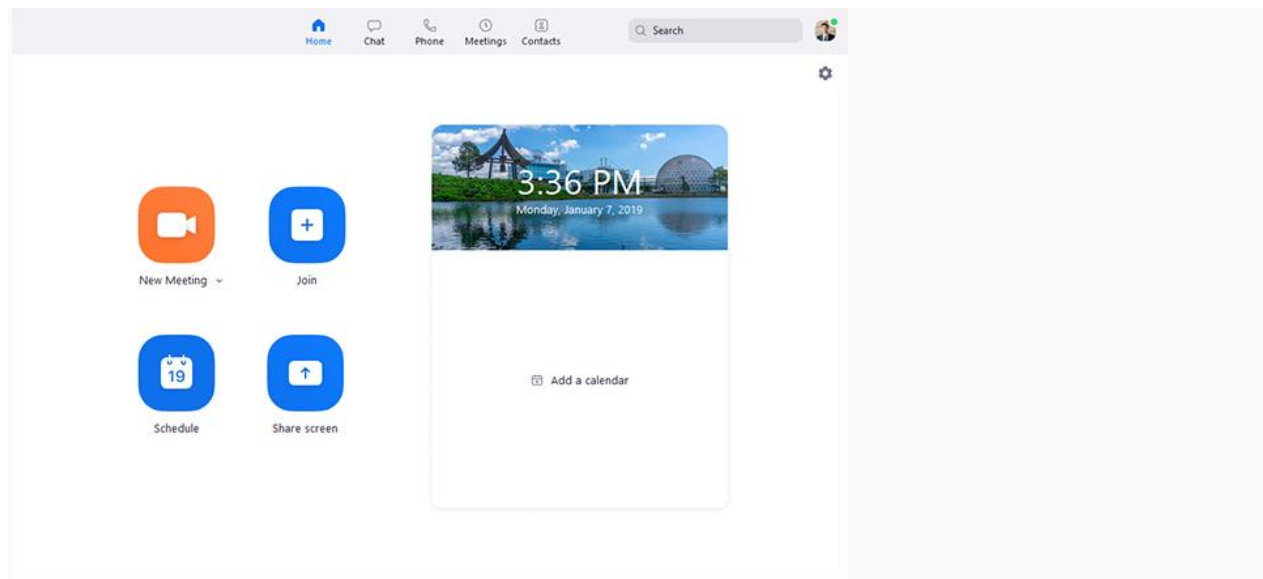 Home
Chat
Phone
Meetings
Contacts
Search
3:36 PM
Monday, January 7, 2019
New Meeting
Join
19
Schedule
Share screen
Add a calendar